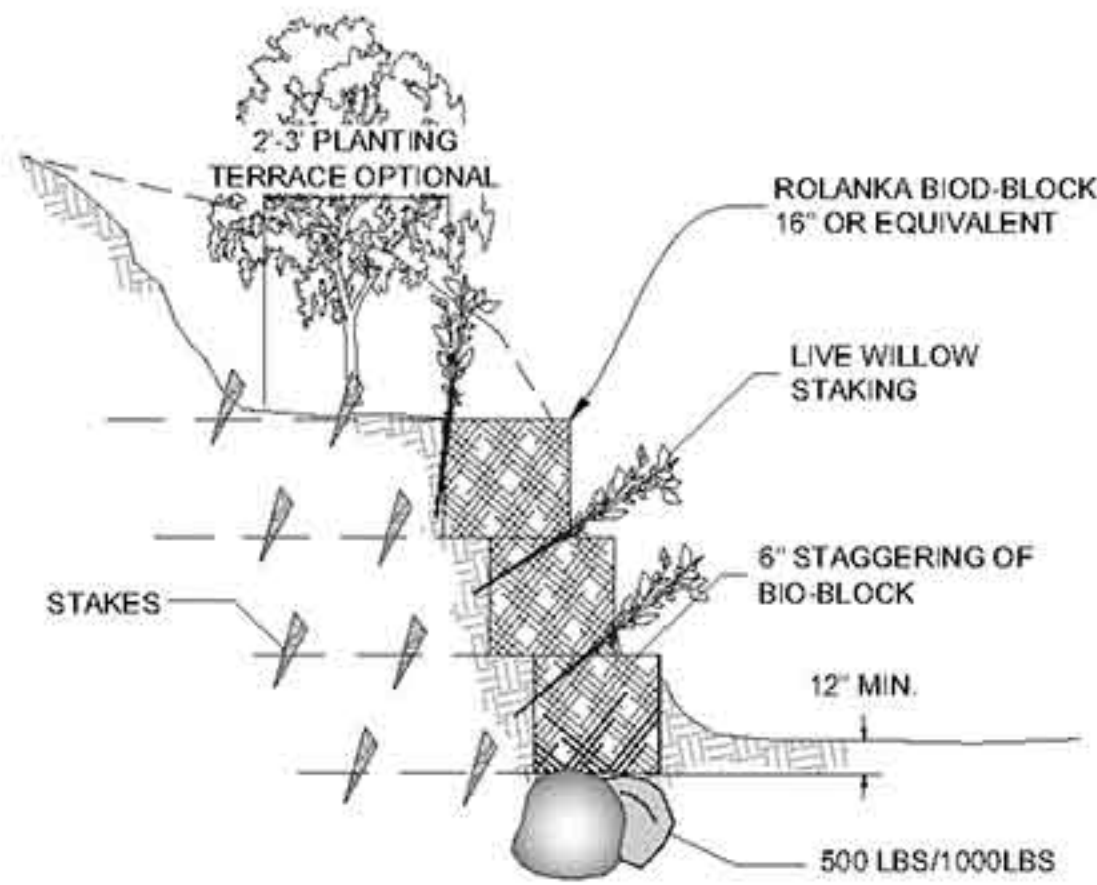 2'-3' PLANTING
TERRACE OPTIONAL
ROLANKA BIOD-BLOCK
16" OR EQUIVALENT
LIVE WILLOW
STAKING
6" STAGGERING OF
BIO-BLOCK
STAKES
12" MIN.
500 LBS/1000LBS